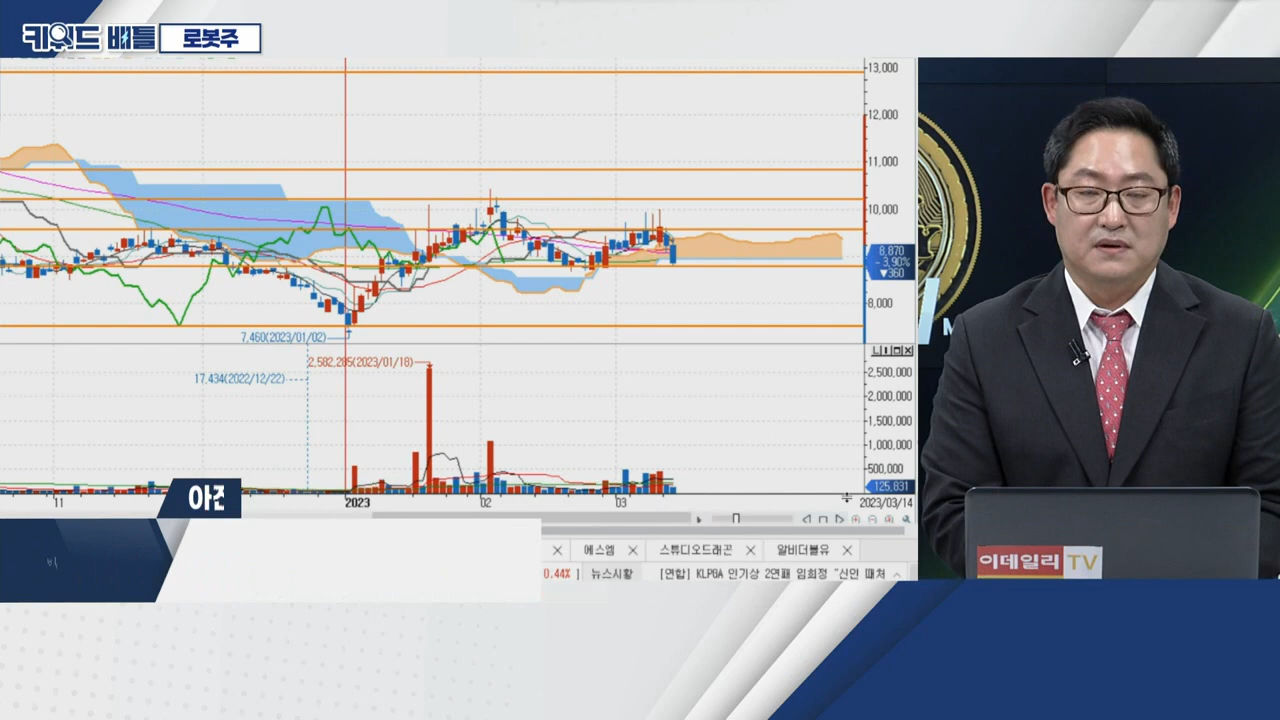 키워드 배틀 로봇주
13,000
12,000
11,000
10,000
8,870
- 3.90%
▼360
8,000
7,460(2023/01/02)
2,582,205(2023/01/18)
17,434(2022/12/22)
2,500,000
2,000,000
1,500,000
1,000,000
500,000
125,831
11
2023
02
03
2023/03/14
에스엠
스튜디오드래곤
알비더블유
0.44% ]
뉴스시황
[연합] KLPGA 인기상 2연패 임희정 "신인 때처
이데일리 TV
M